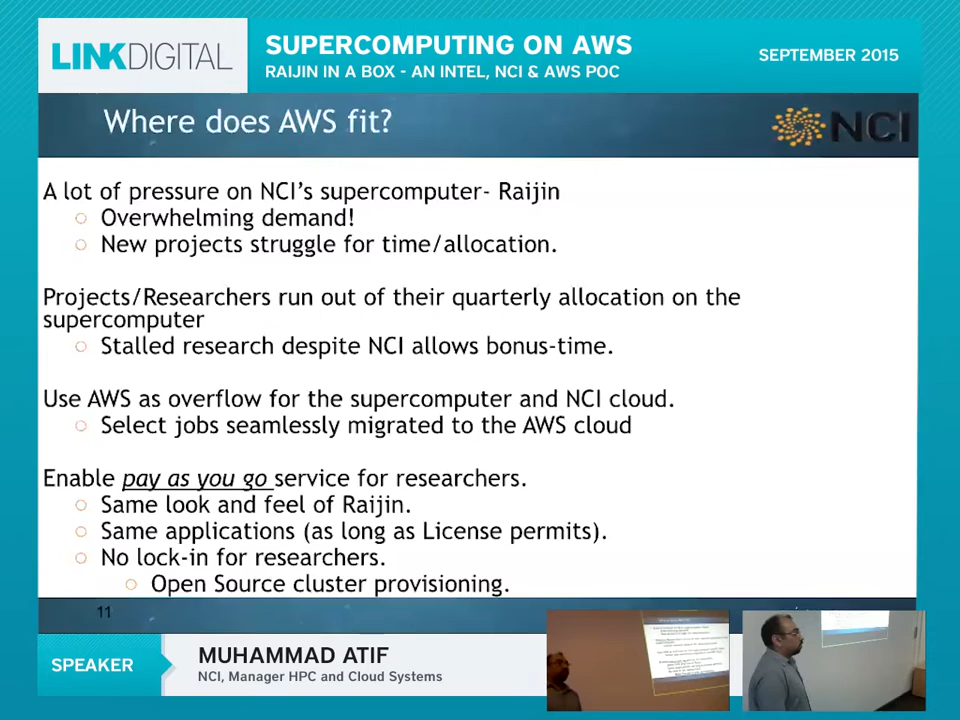 LINKDIGITAL
SUPERCOMPUTING ON AWS
RAIJIN IN A BOX - AN INTEL, NCI & AWS POC
SEPTEMBER 2015
Where does AWS fit?
NCI
A lot of pressure on NCI's supercomputer- Raijin
Overwhelming demand!
New projects struggle for time/allocation.
Projects/Researchers run out of their quarterly allocation on the
supercomputer
Stalled research despite NCI allows bonus-time.
Use AWS as overflow for the supercomputer and NCI cloud.
Select jobs seamlessly migrated to the AWS cloud
Enable pay as you go service for researchers.
Same look and feel of Raijin.
Same applications (as long as License permits).
No lock-in for researchers.
Open Source cluster provisioning.
11
SPEAKER
MUHAMMAD ATIF
NCI, Manager HPC and Cloud Systems